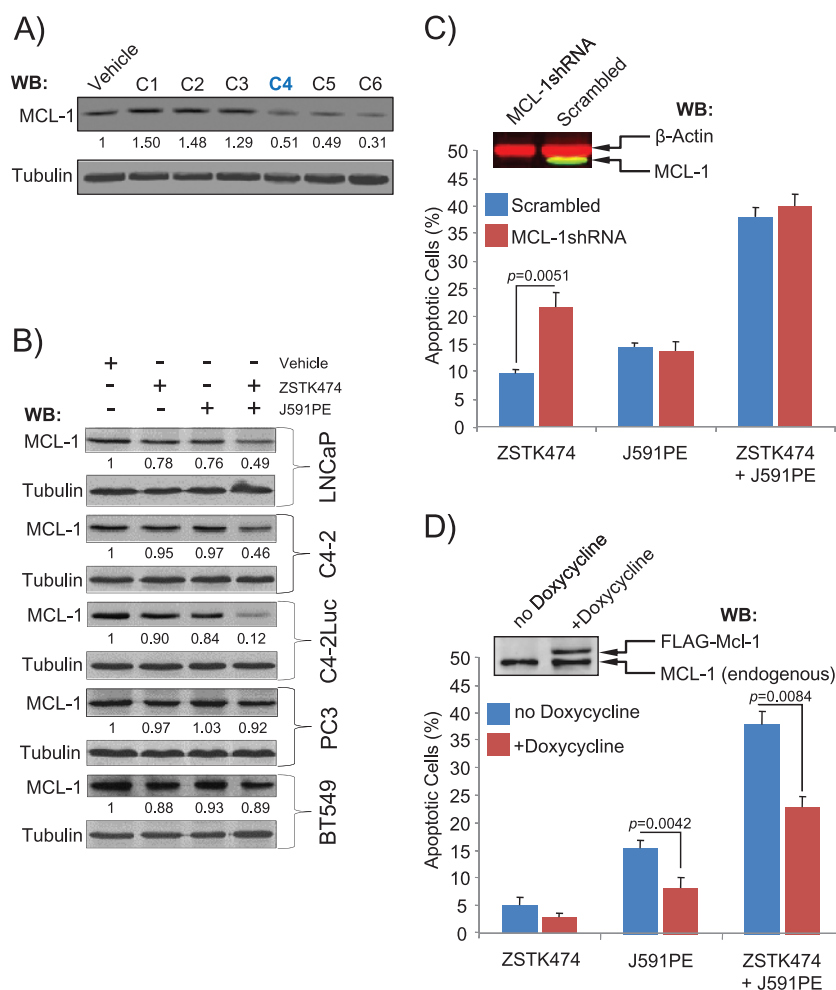 A)
WB: Vehicle C1 C2 C3 C4 C5 C6
MCL-1
1 1.50 1.48 1.29 0.51 0.49 0.31
Tubulin
B)
+ - - - Vehicle
- + - + ZSTK474
WB: - - + + J591PE
MCL-1
1 0.78 0.76 0.49
Tubulin
LNCaP
MCL-1
1 0.95 0.97 0.46
Tubulin
C4-2
MCL-1
1 0.90 0.84 0.12
Tubulin
C4-2Luc
MCL-1
1 0.97 1.03 0.92
Tubulin
PC3
MCL-1
1 0.88 0.93 0.89
Tubulin
BT549
C)
MCL-1shRNA Scrambled WB:
β-Actin
MCL-1
Scrambled
MCL-1shRNA
p=0.0051
Apoptotic Cells (%)
50
45
40
35
30
25
20
15
10
5
0
ZSTK474 J591PE ZSTK474
+ J591PE
D)
no Doxycycline +Doxycycline WB:
FLAG-Mcl-1
MCL-1 (endogenous)
no Doxycycline
+Doxycycline
p=0.0084
p=0.0042
Apoptotic Cells (%)
50
45
40
35
30
25
20
15
10
5
0
ZSTK474 J591PE ZSTK474
+ J591PE